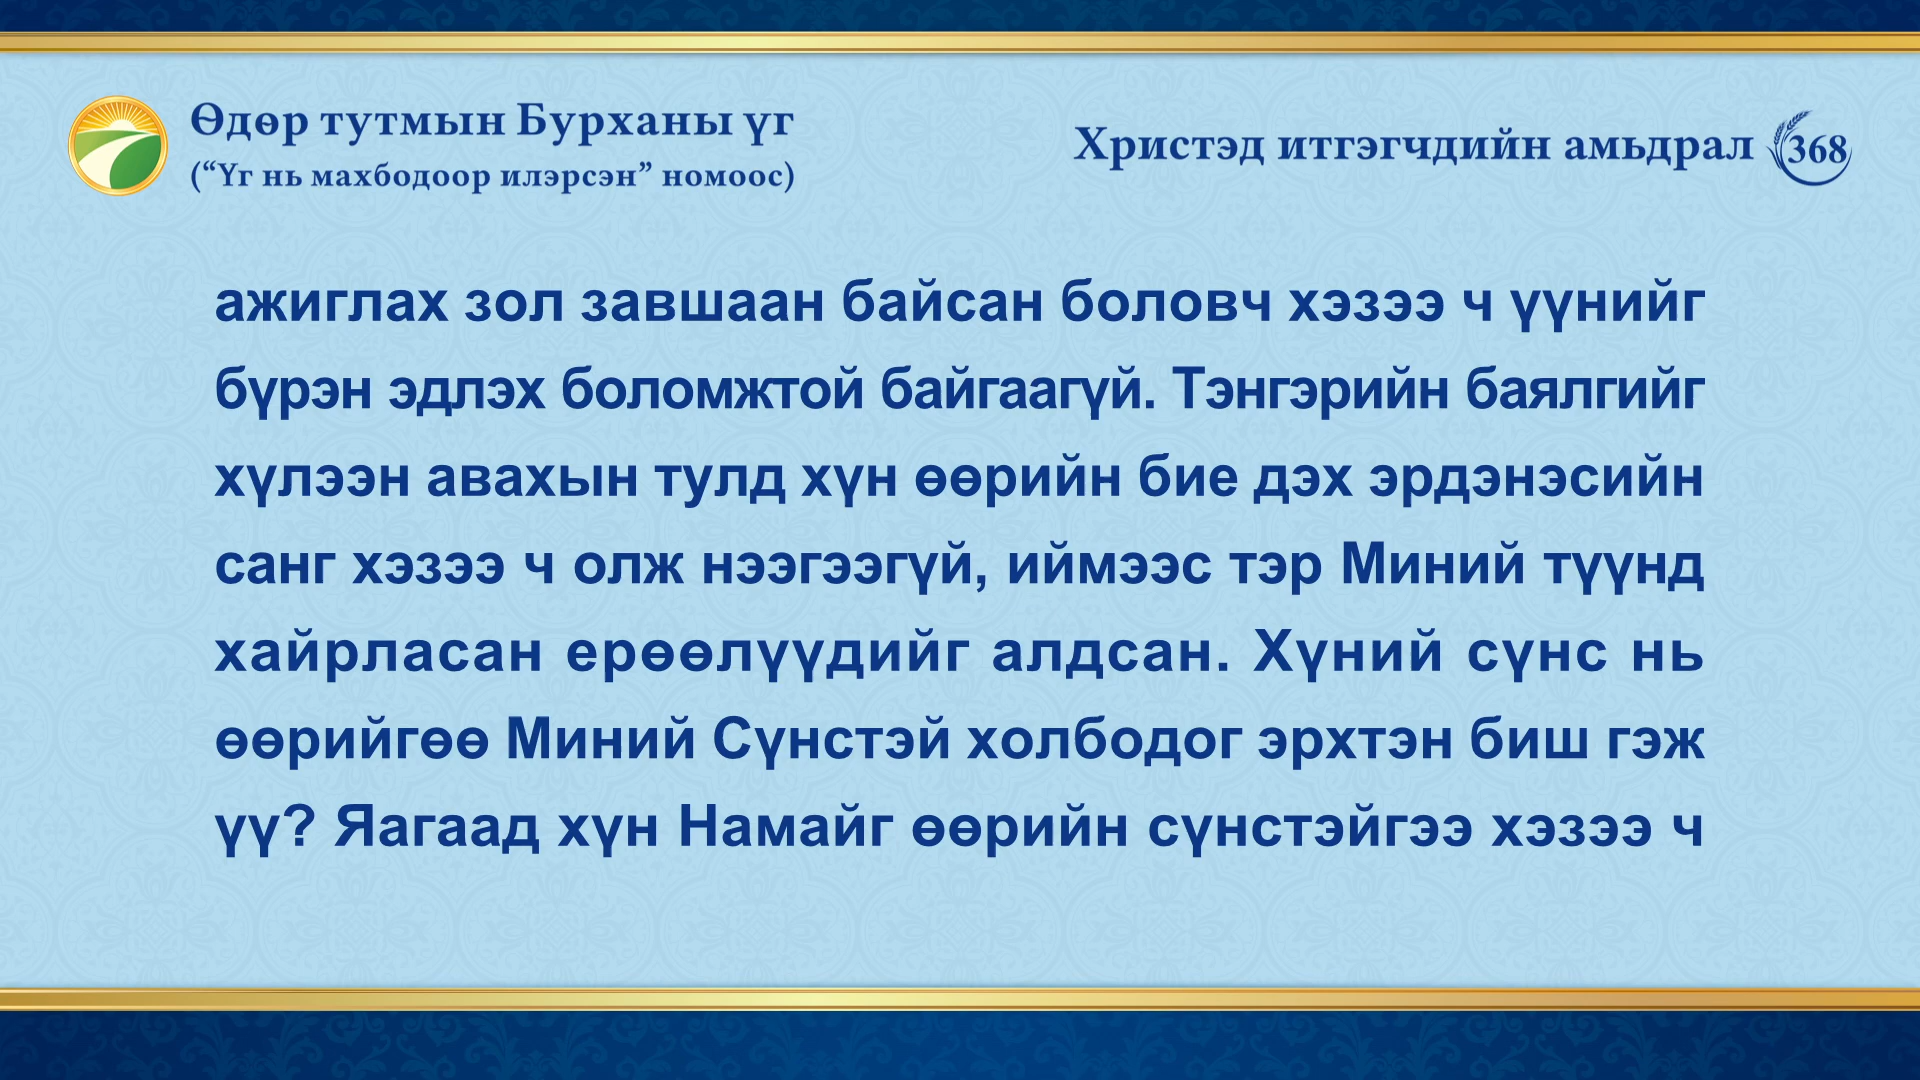 Өдөр тутмын Бурханы үг
(“Үг нь махбодоор илэрсэн” номоос)
Христэд итгэгчдийн амьдрал 368
ажиглах зол завшаан байсан боловч хэзээ ч үүнийг
бүрэн эдлэх боломжтой байгаагүй. Тэнгэрийн баялгийг
хүлээн авахын тулд хүн өөрийн бие дэх эрдэнэсийн
санг хэзээ ч олж нээгээгүй, иймээс тэр Миний түүнд
хайрласан ерөөлүүдийг алдсан. Хүний сүнс нь
өөрийгөө Миний Сүнстэй холбодог эрхтэн биш гэж
үү? Яагаад хүн Намайг өөрийн сүнстэйгээ хэзээ ч